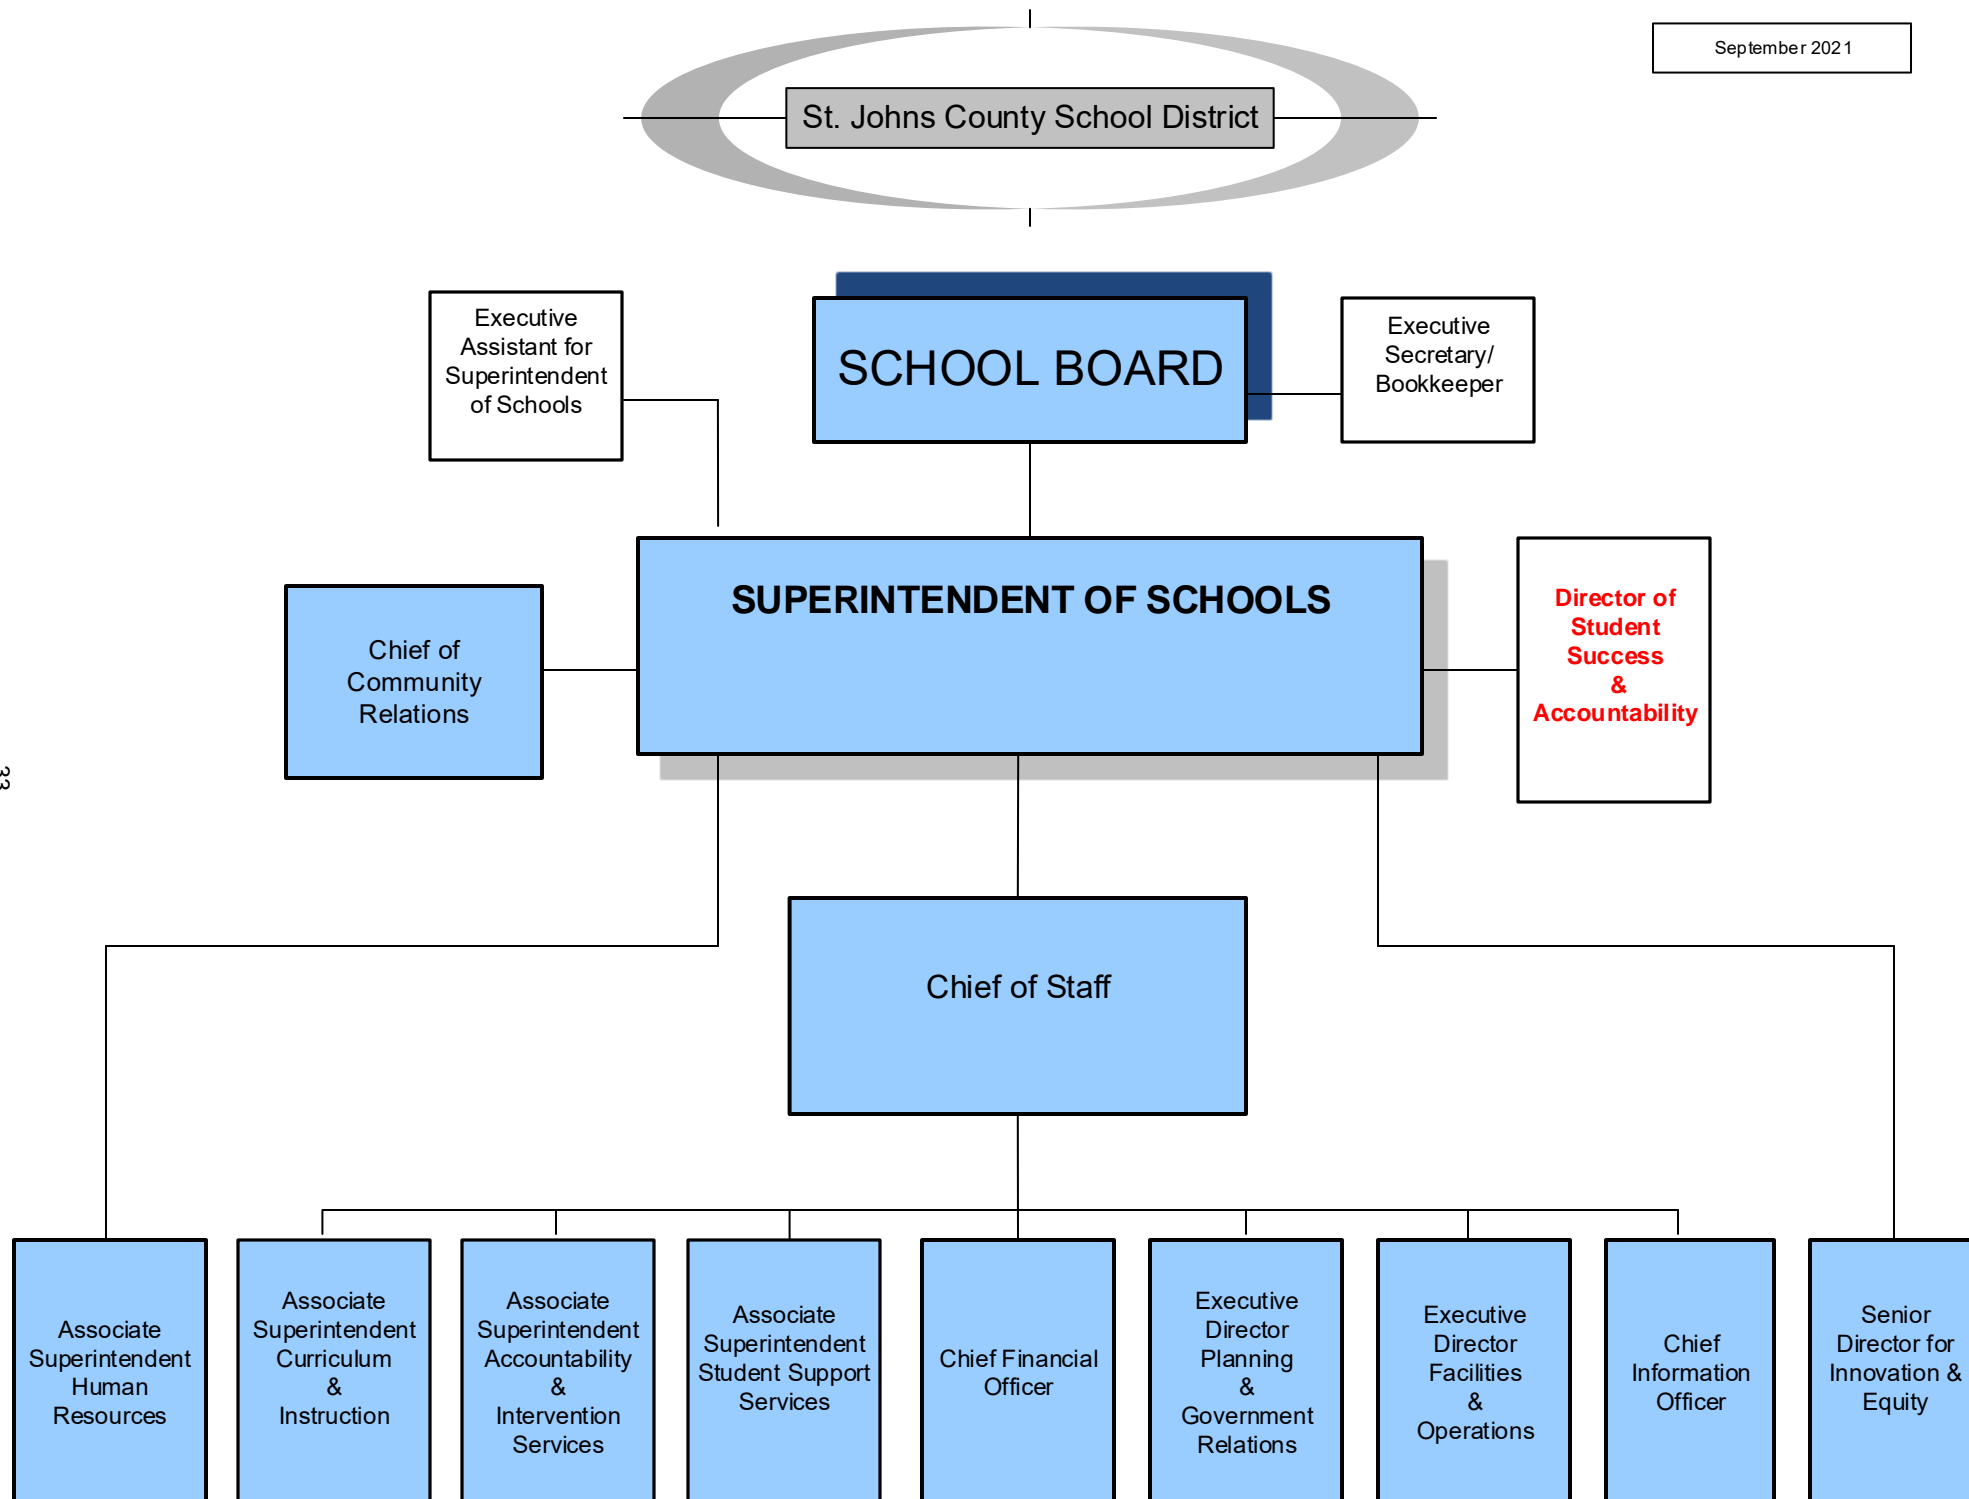 September 2021
St. Johns County School District
Executive
Assistant for
Superintendent
of Schools
SCHOOL BOARD
Executive
Secretary/
Bookkeeper
SUPERINTENDENT OF SCHOOLS
Chief of
Community
Relations
Director of
Student
Success
&
Accountability
33
Chief of Staff
Associate
Superintendent
Human
Resources
Associate
Superintendent
Curriculum
&
Instruction
Associate
Superintendent
Accountability
&
Intervention
Services
Associate
Superintendent
Student Support
Services
Chief Financial
Officer
Executive
Director
Planning
&
Government
Relations
Executive
Director
Facilities
&
Operations
Chief
Information
Officer
Senior
Director for
Innovation &
Equity